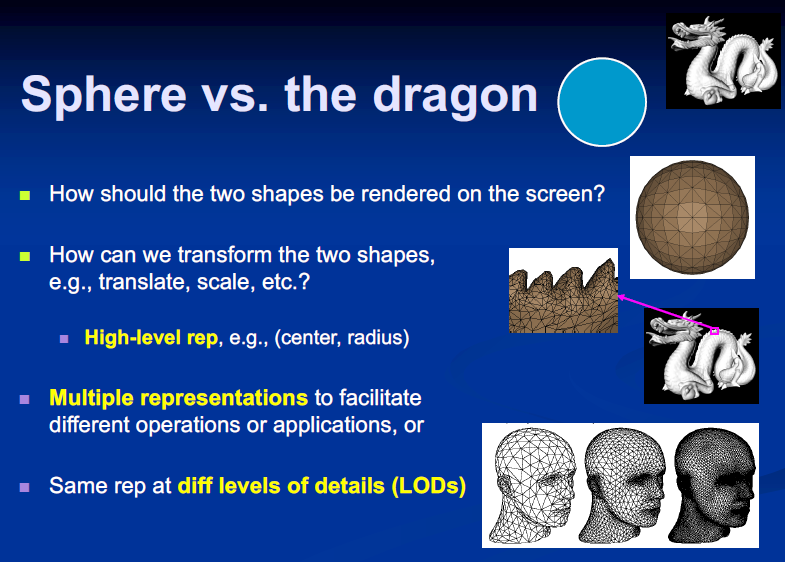 Sphere vs. the dragon
How should the two shapes be rendered on the screen?
How can we transform the two shapes,
e.g., translate, scale, etc.?
High-level rep, e.g., (center, radius)
Multiple representations to facilitate
different operations or applications, or
Same rep at diff levels of details (LODs)